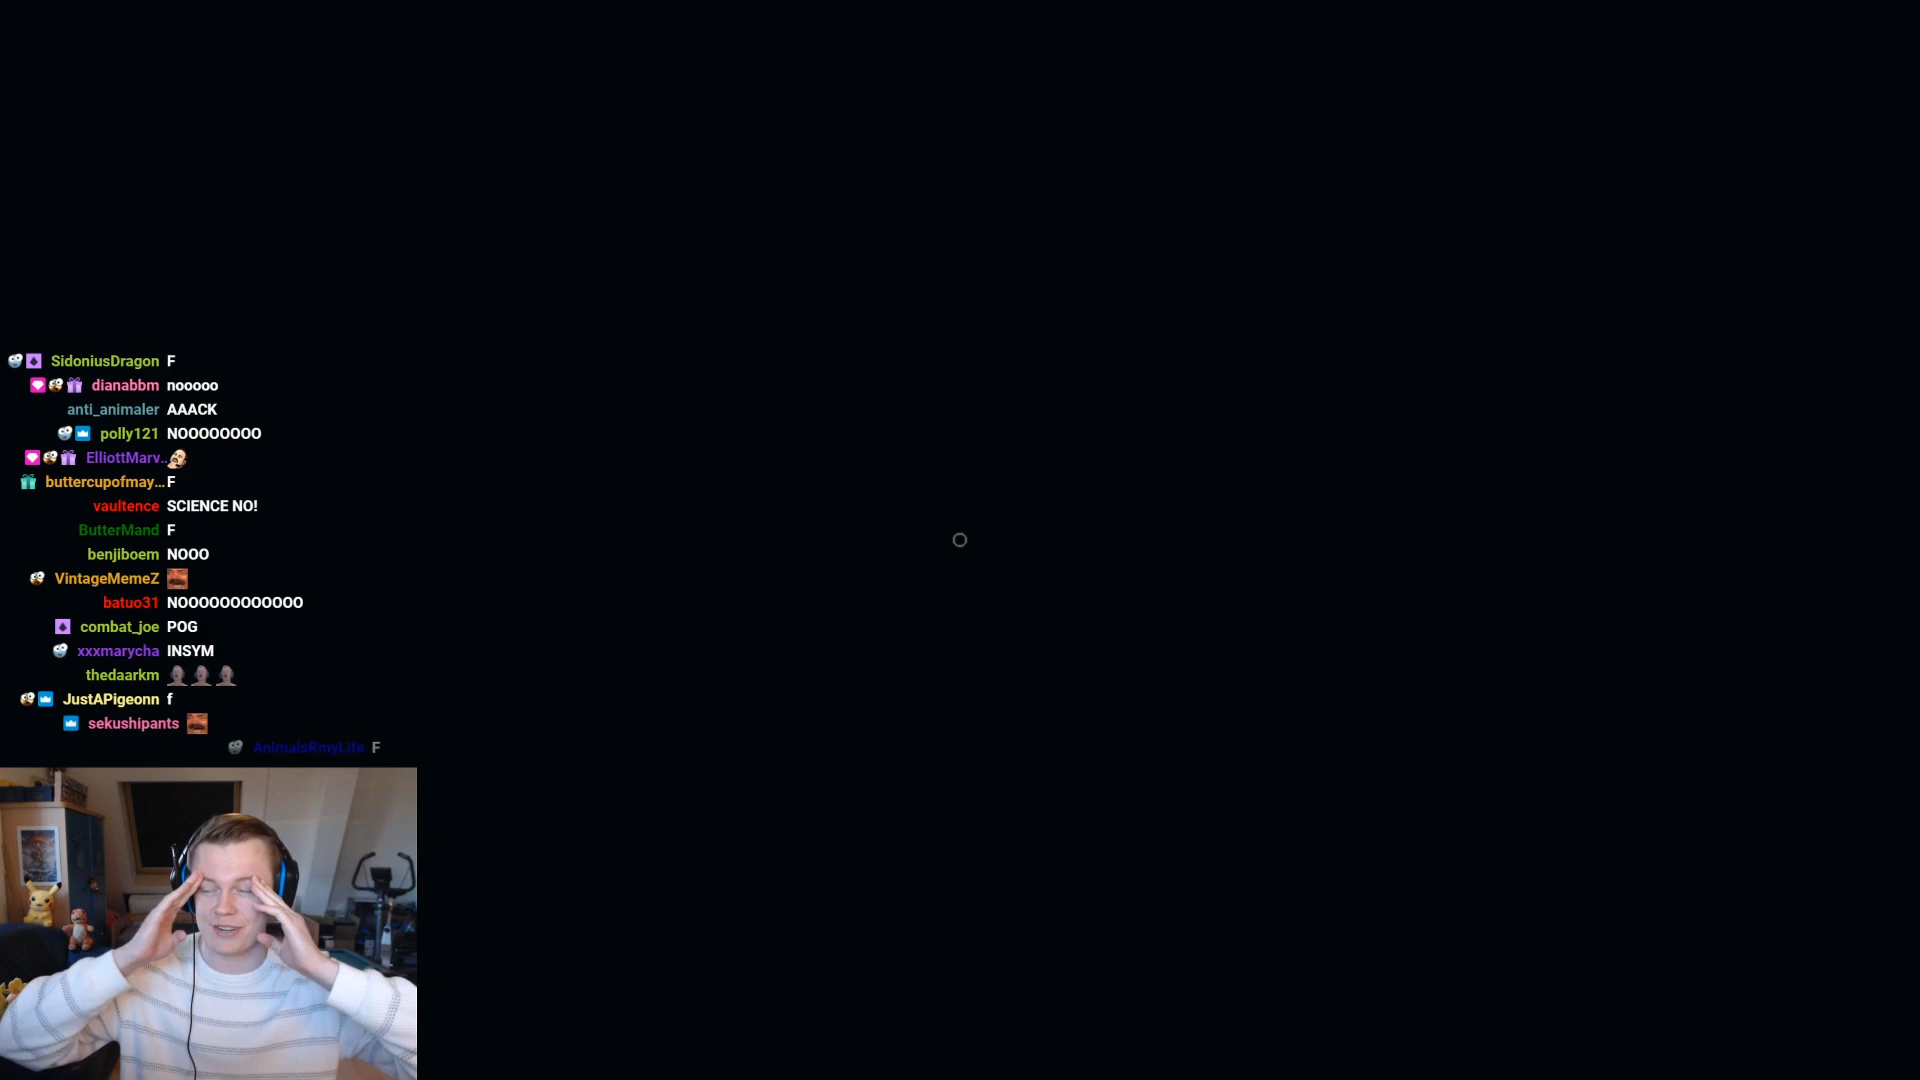 SidoniusDragon F
dianabbm nooooo
anti_animaler AAACK
polly121 NOOOOOOOO
ElliottMarv..
buttercupofmay... F
vaultence SCIENCE NO!
ButterMand F
benjiboem NOOO
VintageMemeZ
batuo31 NOOOOOOOOOOOO
combat_joe POG
xxxmarycha INSYM
thedaarkm
JustAPigeonn f
sekushipants
AnimalsRmyLife F